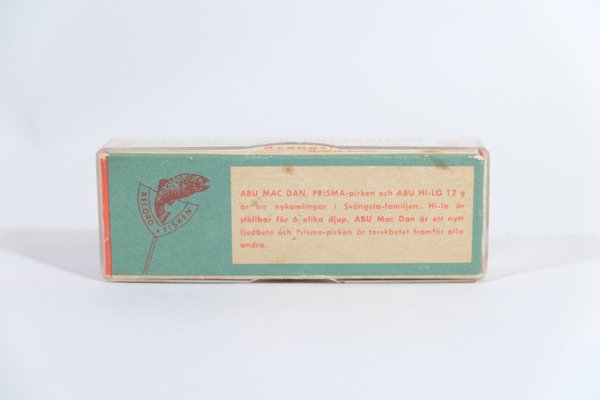 RECORD
FISKEN
ABU MAC DAN, PRISMA-pirken och ABU HI-LO 12 g
är tre nykomlingar i Svängsta-familjen. Hi-lo är
ställbar för 6 olika djup, ABU Mac Dan är ett nytt
ljudbete och Prisma-pirken är torskbetet framför alla
andra.